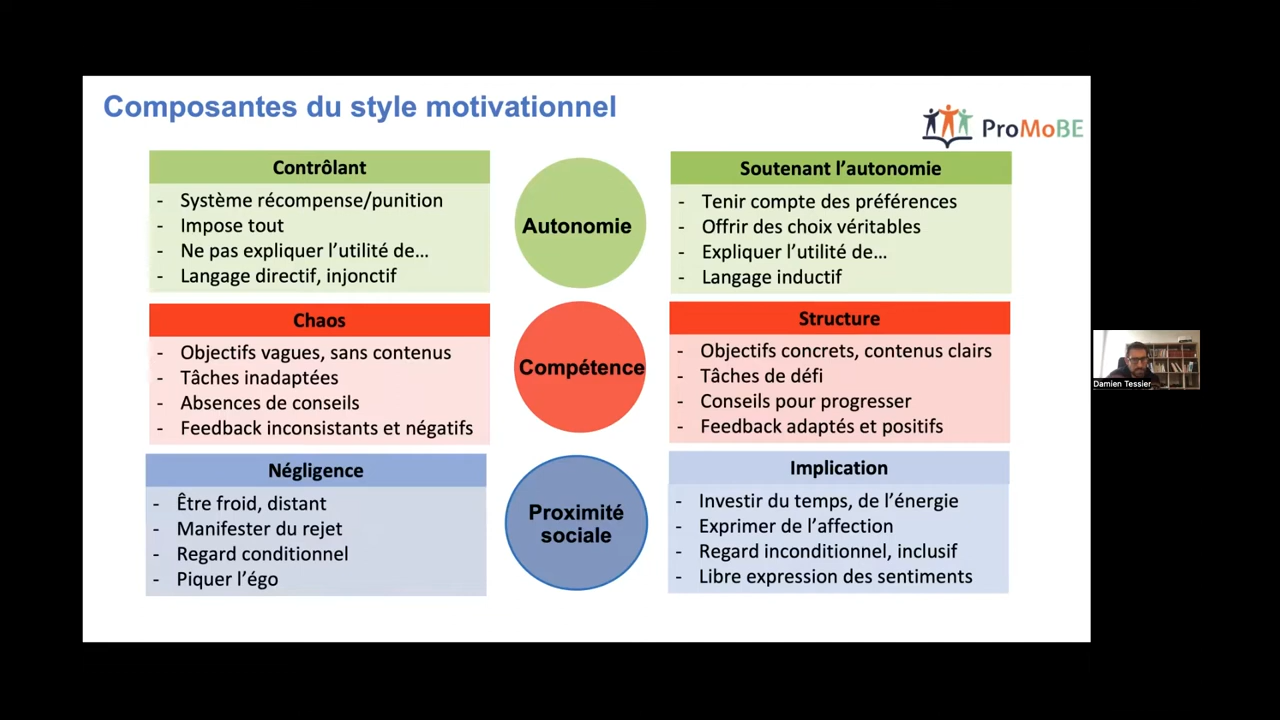 Composantes du style motivationnel
ProMoBE
Contrôlant
- Système récompense/punition
- Impose tout
- Ne pas expliquer l'utilité de…
- Langage directif, injonctif
Autonomie
Soutenant l'autonomie
- Tenir compte des préférences
- Offrir des choix véritables
- Expliquer l'utilité de…
- Langage inductif
Chaos
- Objectifs vagues, sans contenus
- Tâches inadaptées
- Absences de conseils
- Feedback inconsistants et négatifs
Compétence
Structure
- Objectifs concrets, contenus clairs
- Tâches de défi
- Conseils pour progresser
- Feedback adaptés et positifs
Négligence
- Être froid, distant
- Manifester du rejet
- Regard conditionnel
- Piquer l'égo
Proximité
sociale
Implication
- Investir du temps, de l'énergie
- Exprimer de l'affection
- Regard inconditionnel, inclusif
- Libre expression des sentiments
Damien Tessier